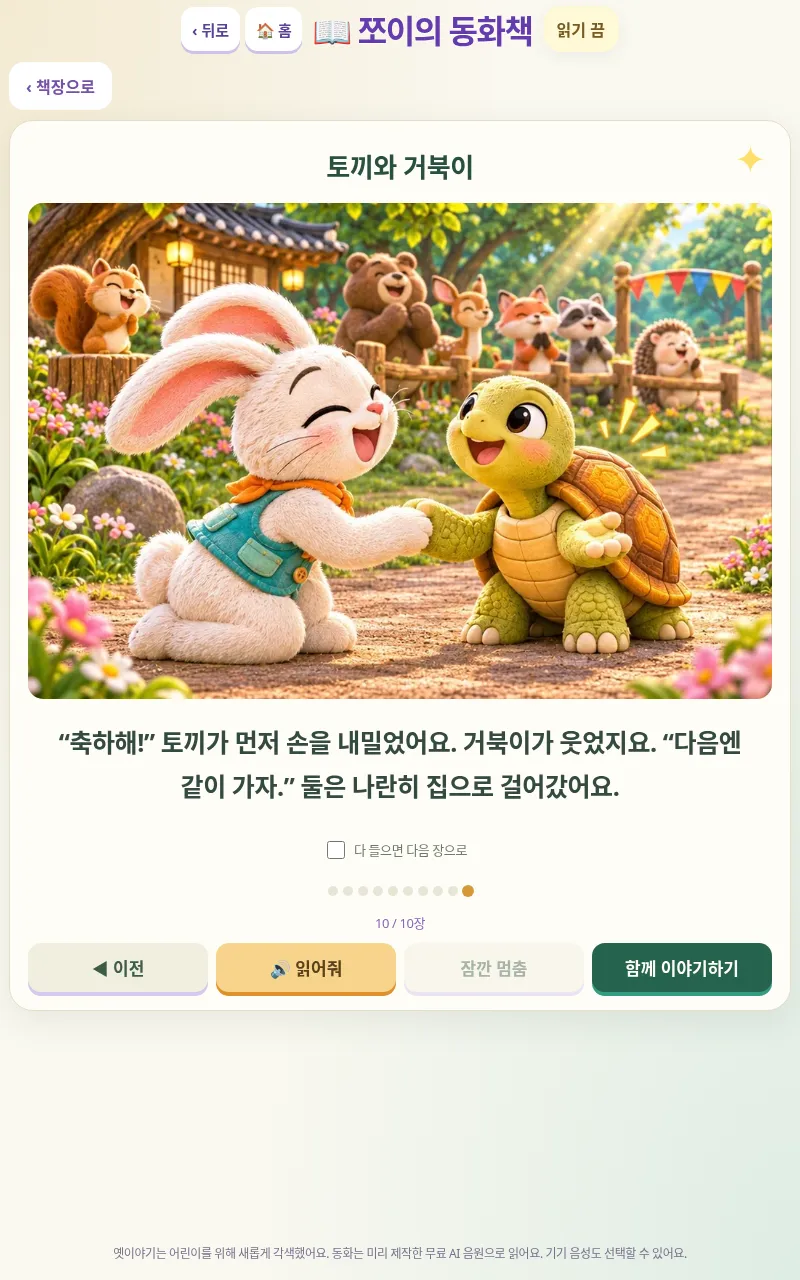 ‹ 뒤로
🏠 홈
📖 쪼이의 동화책
읽기 끔
‹ 책장으로
토끼와 거북이
“축하해!” 토끼가 먼저 손을 내밀었어요. 거북이가 웃었지요. “다음엔
같이 가자.” 둘은 나란히 집으로 걸어갔어요.
다 들으면 다음 장으로
10 / 10장
◀ 이전
🔊 읽어줘
잠깐 멈춤
함께 이야기하기
옛이야기는 어린이를 위해 새롭게 각색했어요. 동화는 미리 제작한 무료 AI 음원으로 읽어요. 기기 음성도 선택할 수 있어요.